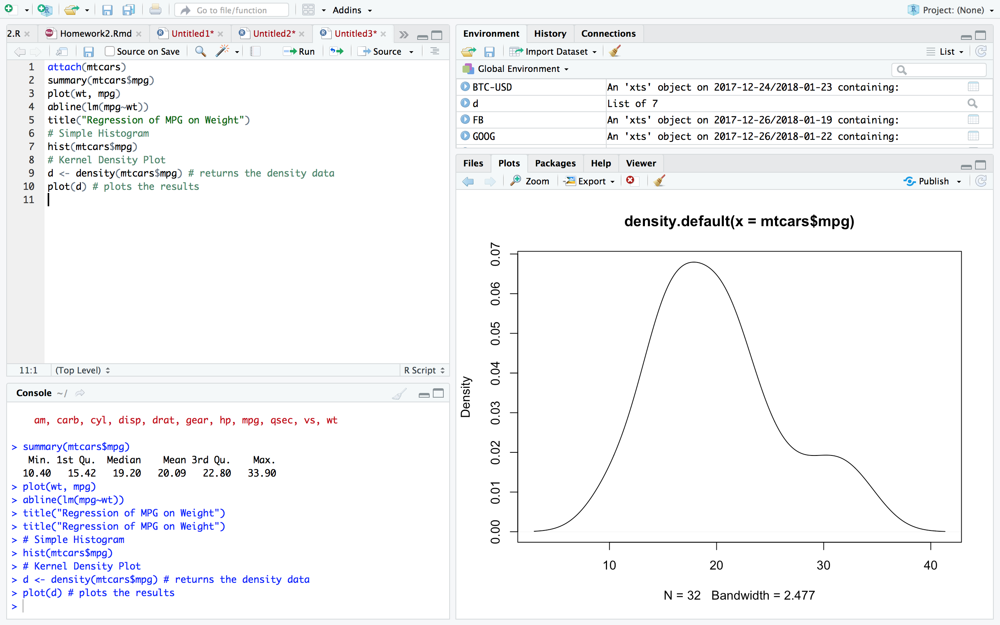 Go to file/function Addins Project: (None)
2.R Homework2.Rmd Untitled1* Untitled2* Untitled3*
Source on Save Run Source
1 attach(mtcars)
2 summary(mtcars$mpg)
3 plot(wt, mpg)
4 abline(lm(mpg~wt))
5 title("Regression of MPG on Weight")
6 # Simple Histogram
7 hist(mtcars$mpg)
8 # Kernel Density Plot
9 d <- density(mtcars$mpg) # returns the density data
10 plot(d) # plots the results
11
11:1 (Top Level) R Script
Console ~/
am, carb, cyl, disp, drat, gear, hp, mpg, qsec, vs, wt
> summary(mtcars$mpg)
Min. 1st Qu. Median Mean 3rd Qu. Max.
10.40 15.42 19.20 20.09 22.80 33.90
> plot(wt, mpg)
> abline(lm(mpg~wt))
> title("Regression of MPG on Weight")
> title("Regression of MPG on Weight")
> # Simple Histogram
> hist(mtcars$mpg)
> # Kernel Density Plot
> d <- density(mtcars$mpg) # returns the density data
> plot(d) # plots the results
>
Environment History Connections
Import Dataset List
Global Environment
BTC-USD An 'xts' object on 2017-12-24/2018-01-23 containing:
d List of 7
FB An 'xts' object on 2017-12-26/2018-01-19 containing:
GOOG An 'xts' object on 2017-12-26/2018-01-22 containing:
Files Plots Packages Help Viewer
Zoom Export Publish
density.default(x = mtcars$mpg)
Density
0.07
0.06
0.05
0.04
0.03
0.02
0.01
0.00
10 20 30 40
N = 32 Bandwidth = 2.477